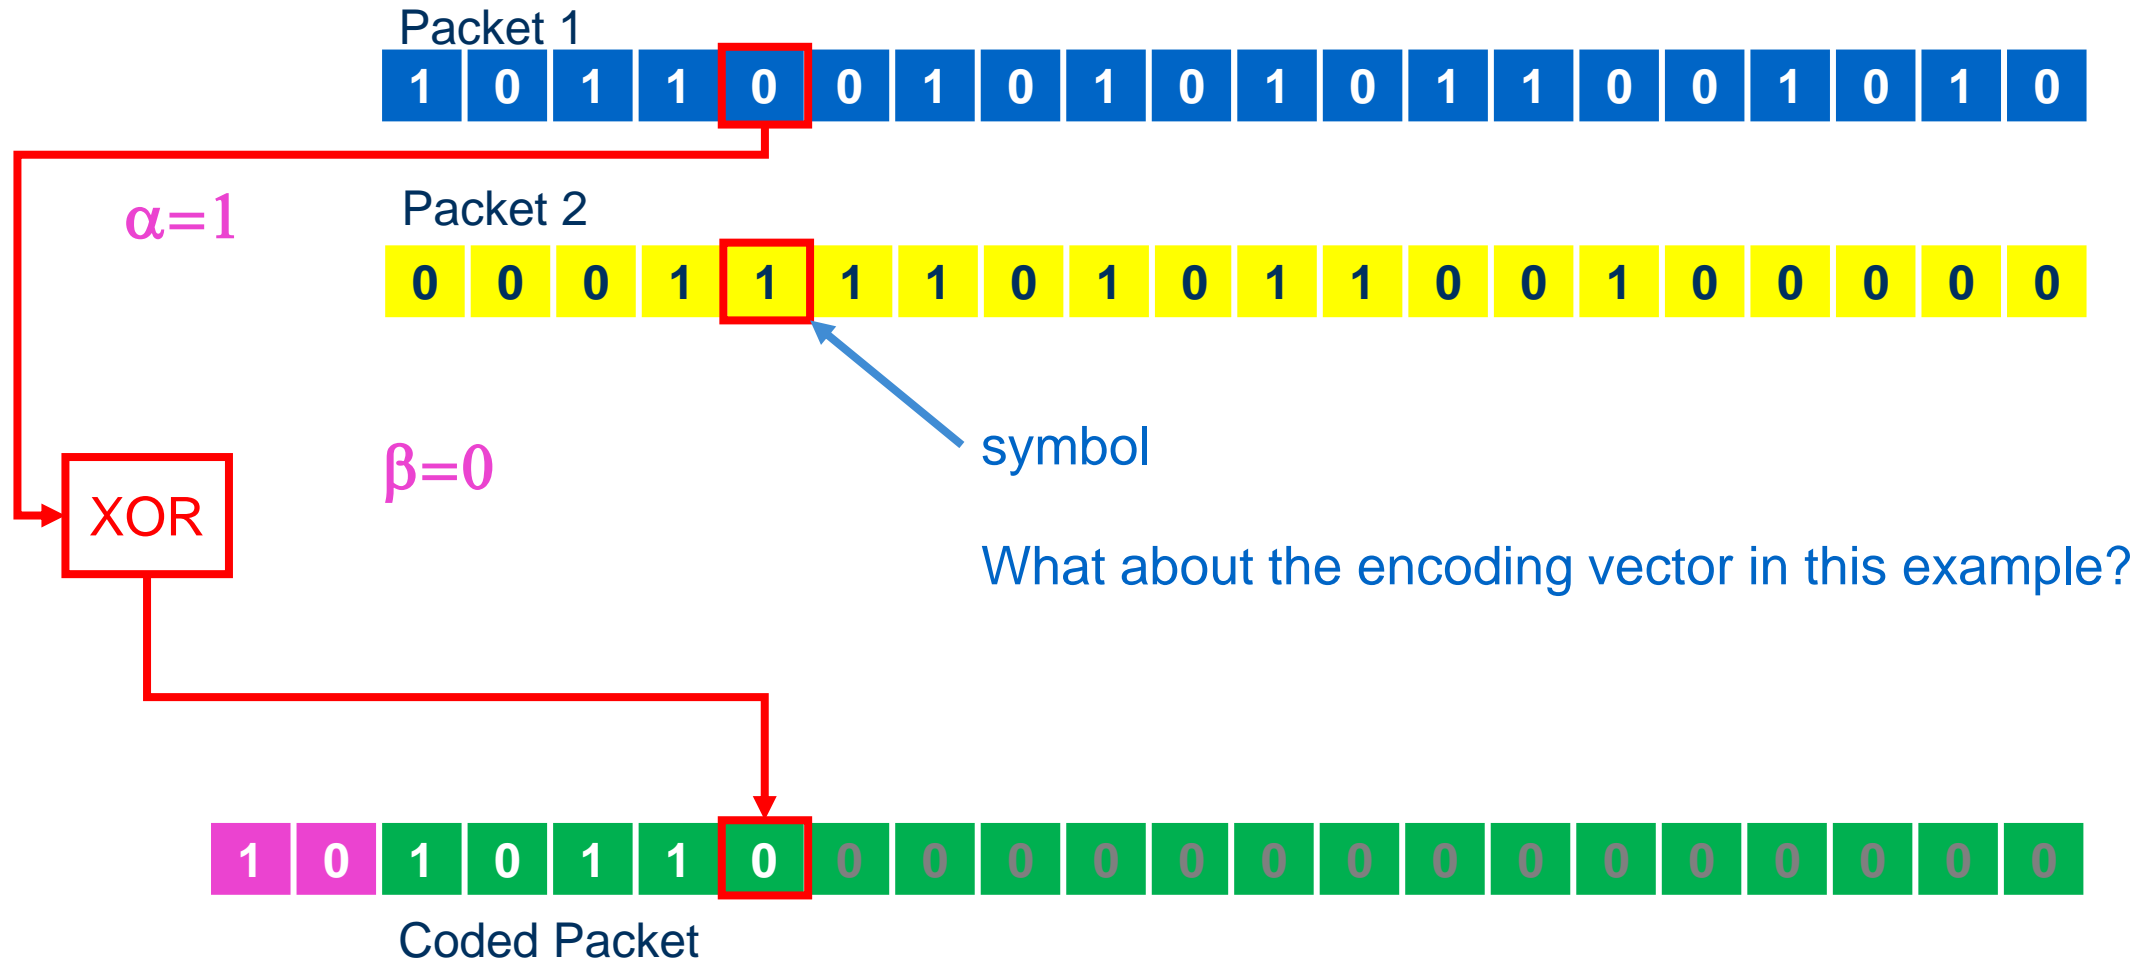 Packet 1
1 0 1 1 0 0 1 0 1 0 1 0 1 1 0 0 1 0 1 0
α=1
Packet 2
0 0 0 1 1 1 1 0 1 0 1 1 0 0 1 0 0 0 0 0
symbol
β=0
XOR
What about the encoding vector in this example?
1 0 1 0 1 1 0 0 0 0 0 0 0 0 0 0 0 0 0 0 0 0
Coded Packet